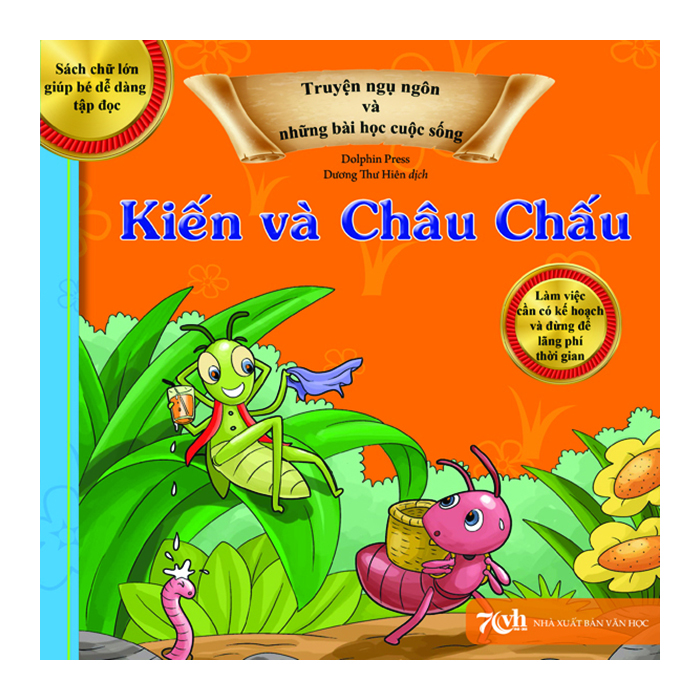 Sách chữ lớn
giúp bé dễ dàng
tập đọc
Truyện ngụ ngôn
và
những bài học cuộc sống
Dolphin Press
Dương Thư Hiên dịch
Kiến và Châu Chấu
Làm việc
cần có kế hoạch
và đừng để
lãng phí
thời gian
70vh
NHÀ XUẤT BẢN VĂN HỌC